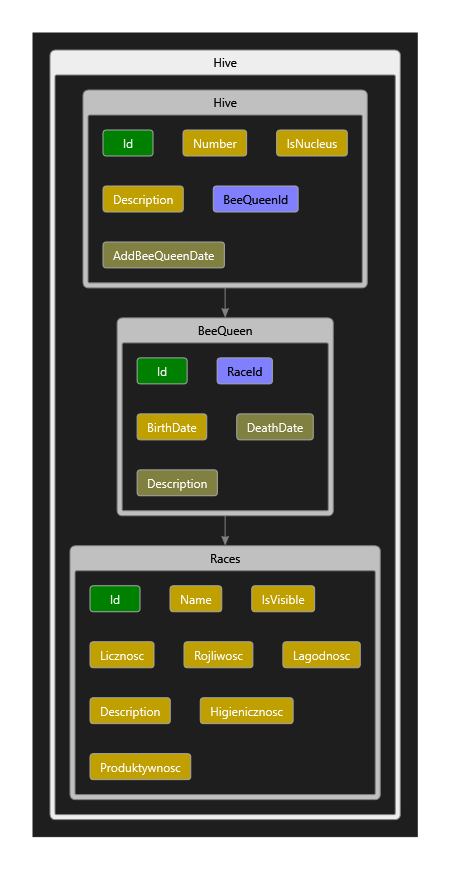 Hive
Hive
Id Number IsNucleus
Description BeeQueenId
AddBeeQueenDate
BeeQueen
Id RaceId
BirthDate DeathDate
Description
Races
Id Name IsVisible
Licznosc Rojliwosc Lagodnosc
Description Higienicznosc
Produktywnosc